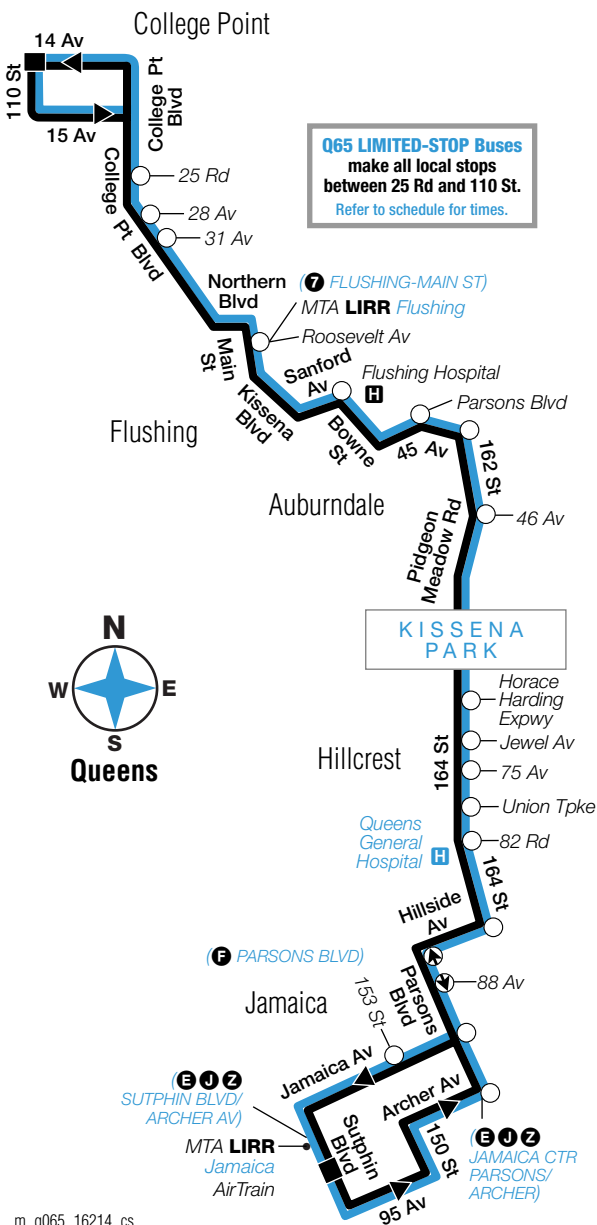 College Point
14 Av
110 St
15 Av
College Pt
Blvd
College
Pt Blvd
25 Rd
28 Av
31 Av
Q65 LIMITED-STOP Buses
make all local stops
between 25 Rd and 110 St.
Refer to schedule for times.
Northern
Blvd
(7 FLUSHING-MAIN ST)
MTA LIRR Flushing
Roosevelt Av
Main
St
Kissena
Blvd
Sanford
Av
Flushing Hospital
H
Bowne
St
Parsons Blvd
45 Av
162 St
Flushing
Auburndale
46 Av
Pidgeon
Meadow Rd
KISSENA
PARK
N
W
E
S
Queens
Horace
Harding
Expwy
Jewel Av
75 Av
Union Tpke
82 Rd
Hillcrest
164 St
Queens
General
Hospital H
164 St
Hillside
Av
(F PARSONS BLVD)
Parsons
Blvd
88 Av
Jamaica
153 St
Jamaica Av
Archer Av
(E J Z
SUTPHIN BLVD/
ARCHER AV)
MTA LIRR
Jamaica
AirTrain
Sutphin
Blvd
150 St
95 Av
(E J Z
JAMAICA CTR
PARSONS/
ARCHER)
m_q065_16214_cs